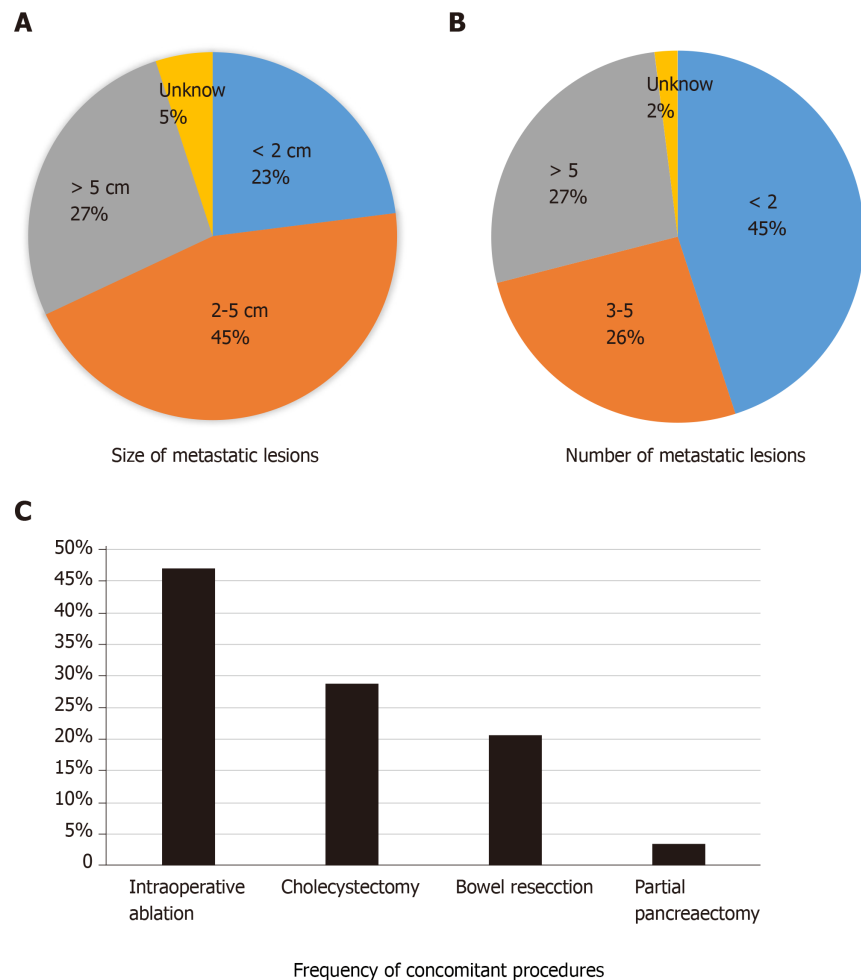 A
Unknow
5%
< 2 cm
23%
> 5 cm
27%
2-5 cm
45%
Size of metastatic lesions
B
Unknow
2%
> 5
27%
< 2
45%
3-5
26%
Number of metastatic lesions
C
50%
45%
40%
35%
30%
25%
20%
15%
10%
5%
0
Intraoperative
ablation
Cholecystectomy
Bowel resecction
Partial
pancreaectomy
Frequency of concomitant procedures